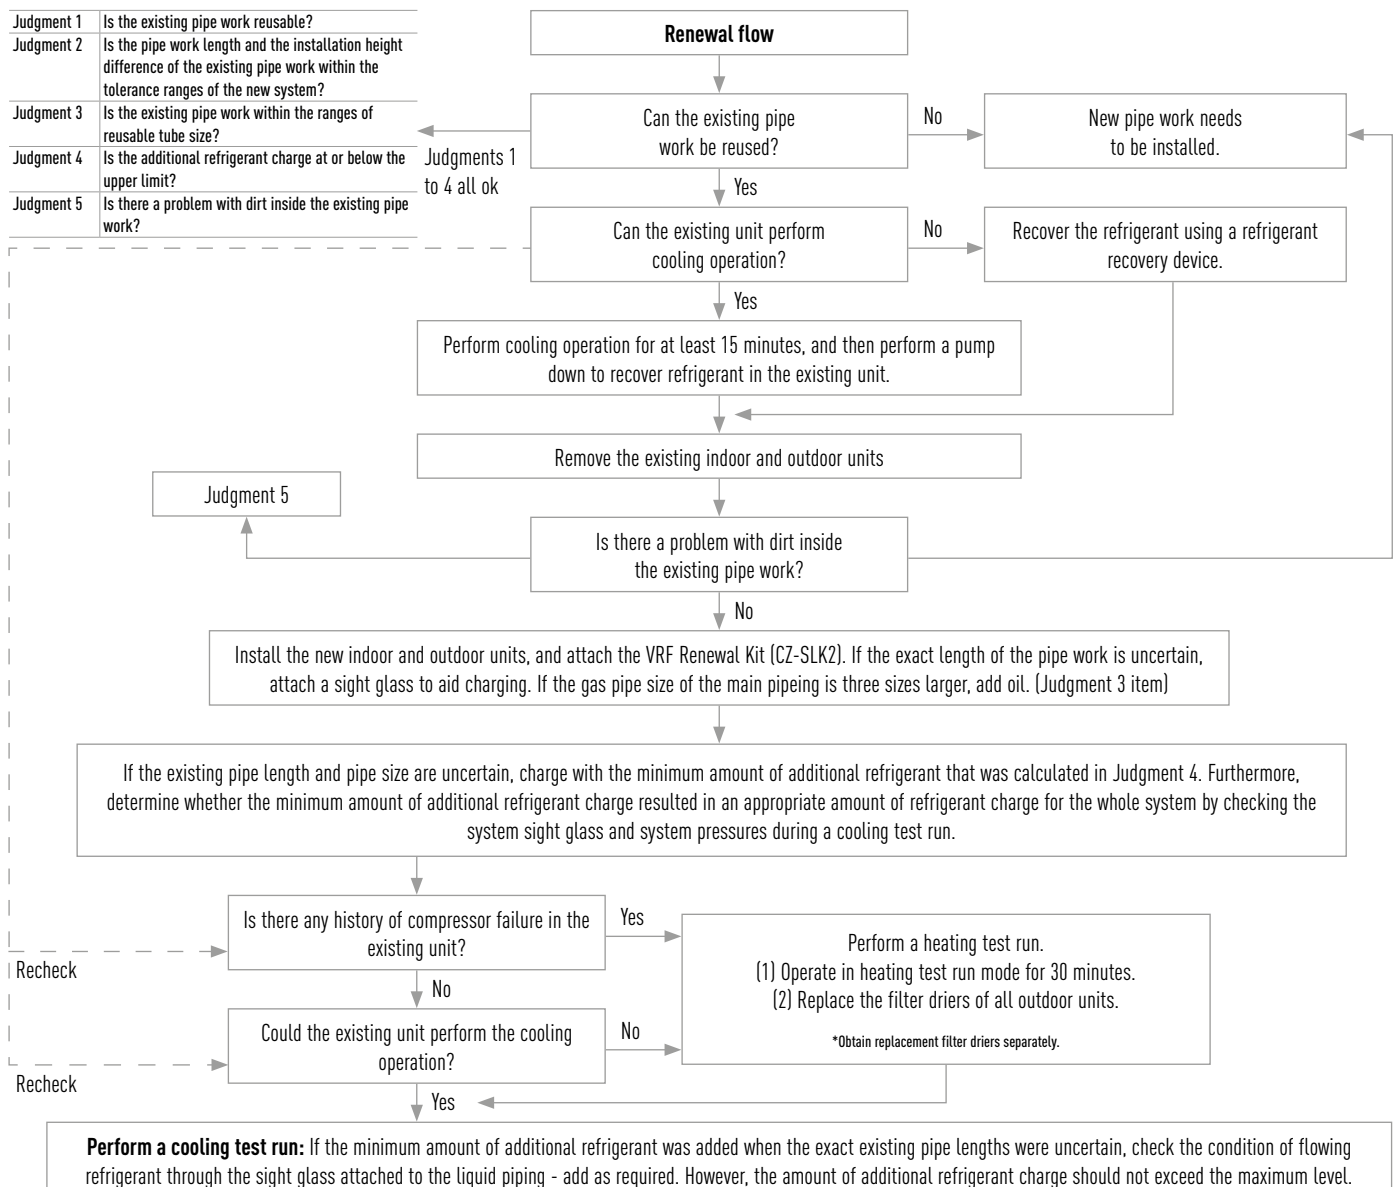 Judgment 1 Is the existing pipe work reusable?
Judgment 2 Is the pipe work length and the installation height
difference of the existing pipe work within the
tolerance ranges of the new system?
Judgment 3 Is the existing pipe work within the ranges of
reusable tube size?
Judgment 4 Is the additional refrigerant charge at or below the
upper limit?
Judgment 5 Is there a problem with dirt inside the existing pipe
work?
Renewal flow
Can the existing pipe
work be reused?
No
New pipe work needs
to be installed.
Judgments 1
to 4 all ok
Yes
Can the existing unit perform
cooling operation?
No
Recover the refrigerant using a refrigerant
recovery device.
Yes
Perform cooling operation for at least 15 minutes, and then perform a pump
down to recover refrigerant in the existing unit.
Remove the existing indoor and outdoor units
Judgment 5
Is there a problem with dirt inside
the existing pipe work?
No
Install the new indoor and outdoor units, and attach the VRF Renewal Kit (CZ-SLK2). If the exact length of the pipe work is uncertain,
attach a sight glass to aid charging. If the gas pipe size of the main pipeing is three sizes larger, add oil. (Judgment 3 item)
If the existing pipe length and pipe size are uncertain, charge with the minimum amount of additional refrigerant that was calculated in Judgment 4. Furthermore,
determine whether the minimum amount of additional refrigerant charge resulted in an appropriate amount of refrigerant charge for the whole system by checking the
system sight glass and system pressures during a cooling test run.
Is there any history of compressor failure in the
existing unit?
Yes
Perform a heating test run.
(1) Operate in heating test run mode for 30 minutes.
(2) Replace the filter driers of all outdoor units.
*Obtain replacement filter driers separately.
Recheck
No
Could the existing unit perform the cooling
operation?
No
Recheck
Yes
Perform a cooling test run: If the minimum amount of additional refrigerant was added when the exact existing pipe lengths were uncertain, check the condition of flowing
refrigerant through the sight glass attached to the liquid piping - add as required. However, the amount of additional refrigerant charge should not exceed the maximum level.